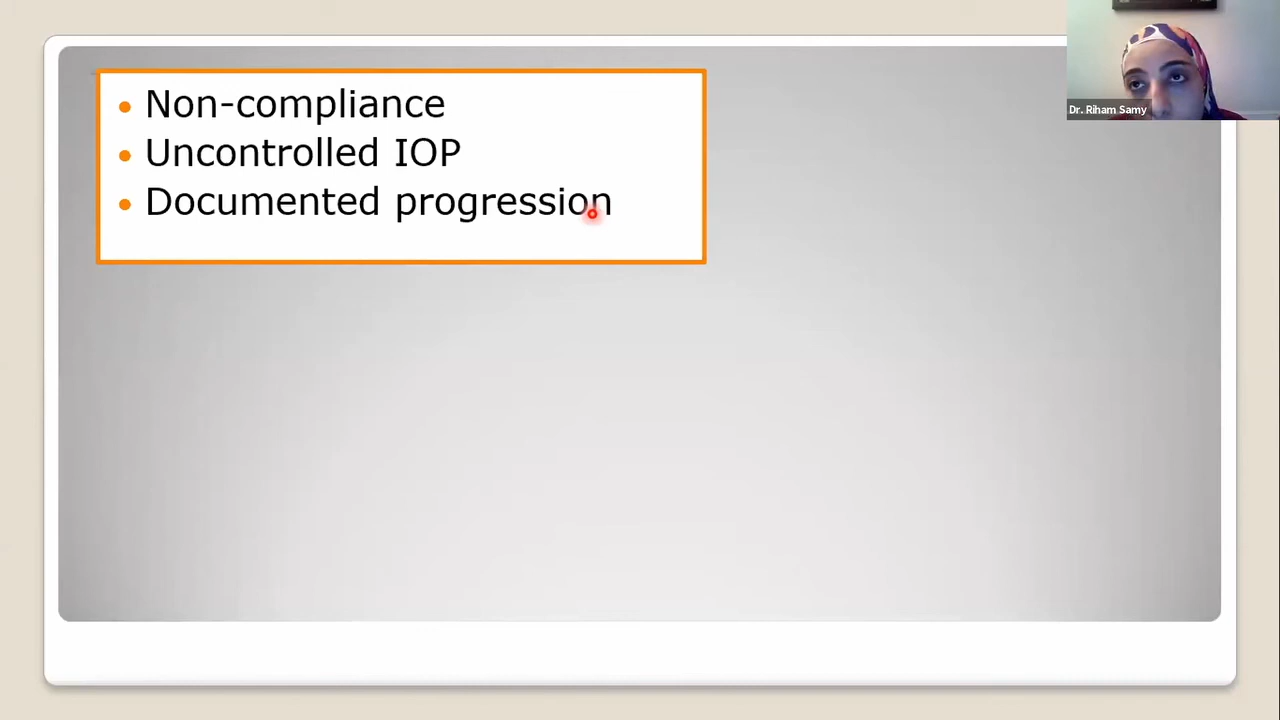 • Non-compliance
• Uncontrolled IOP
• Documented progression
Dr. Riham Samy